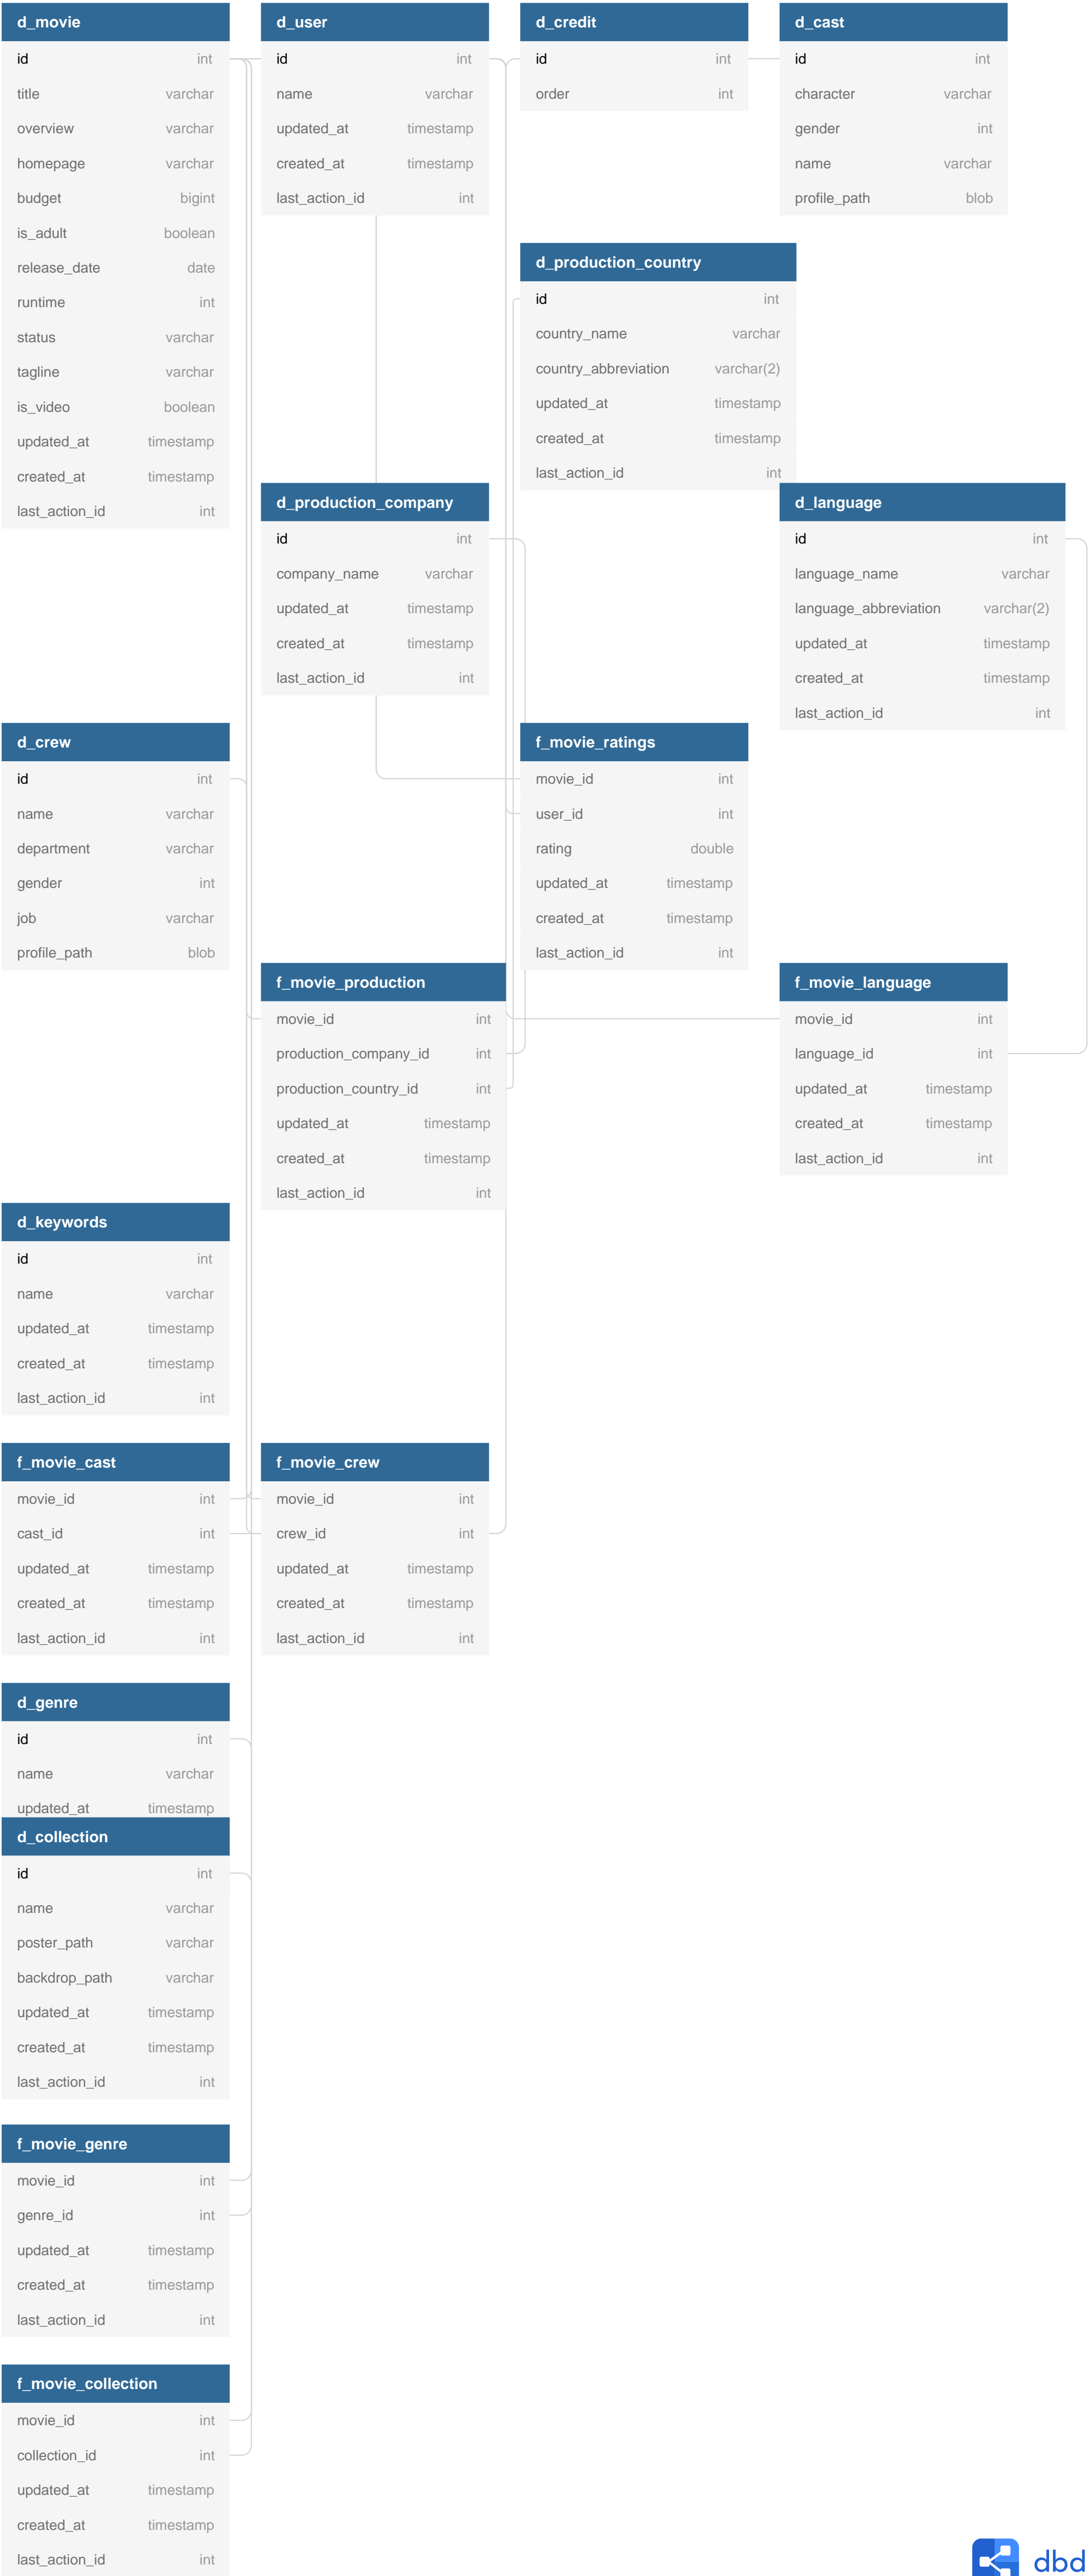 d_movie
id int
title varchar
overview varchar
homepage varchar
budget bigint
is_adult boolean
release_date date
runtime int
status varchar
tagline varchar
is_video boolean
updated_at timestamp
created_at timestamp
last_action_id int
d_user
id int
name varchar
updated_at timestamp
created_at timestamp
last_action_id int
d_credit
id int
order int
d_cast
id int
character varchar
gender int
name varchar
profile_path blob
d_production_country
id int
country_name varchar
country_abbreviation varchar(2)
updated_at timestamp
created_at timestamp
last_action_id int
d_production_company
id int
company_name varchar
updated_at timestamp
created_at timestamp
last_action_id int
d_language
id int
language_name varchar
language_abbreviation varchar(2)
updated_at timestamp
created_at timestamp
last_action_id int
d_crew
id int
name varchar
department varchar
gender int
job varchar
profile_path blob
f_movie_ratings
movie_id int
user_id int
rating double
updated_at timestamp
created_at timestamp
last_action_id int
f_movie_production
movie_id int
production_company_id int
production_country_id int
updated_at timestamp
created_at timestamp
last_action_id int
f_movie_language
movie_id int
language_id int
updated_at timestamp
created_at timestamp
last_action_id int
d_keywords
id int
name varchar
updated_at timestamp
created_at timestamp
last_action_id int
f_movie_cast
movie_id int
cast_id int
updated_at timestamp
created_at timestamp
last_action_id int
f_movie_crew
movie_id int
crew_id int
updated_at timestamp
created_at timestamp
last_action_id int
d_genre
id int
name varchar
updated_at timestamp
d_collection
id int
name varchar
poster_path varchar
backdrop_path varchar
updated_at timestamp
created_at timestamp
last_action_id int
f_movie_genre
movie_id int
genre_id int
updated_at timestamp
created_at timestamp
last_action_id int
f_movie_collection
movie_id int
collection_id int
updated_at timestamp
created_at timestamp
last_action_id int
dbd